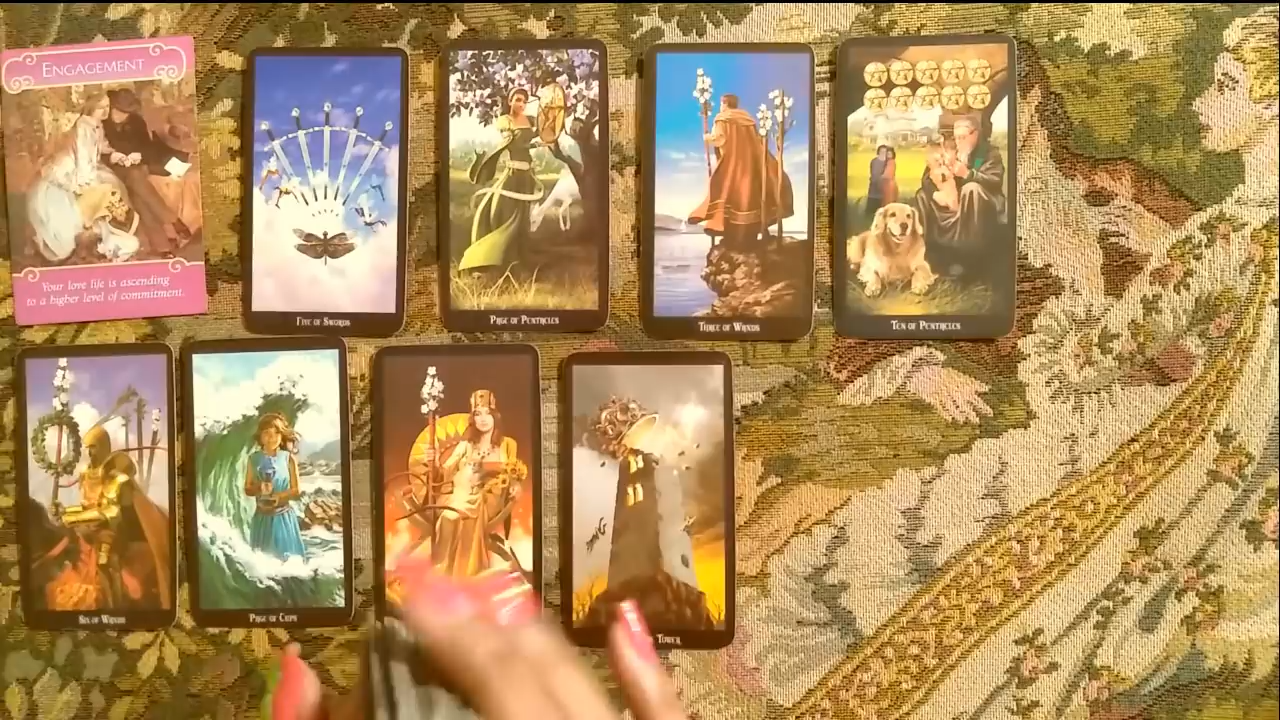 ENGAGEMENT
Your love life is ascending
to a higher level of commitment.
FIVE OF SWORDS
PAGE OF PENTACLES
THREE OF WANDS
TEN OF PENTACLES
SIX OF WANDS
PAGE OF CUPS
TOWER